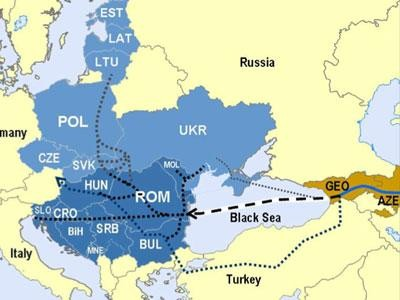 EST
LAT
LTU
Russia
POL
many
UKR
CZE
SVK
MOL
HUN
ROM
GEO
SLO
CRO
AZE
Black Sea
BiH
SRB
MNE
BUL
Italy
Turkey